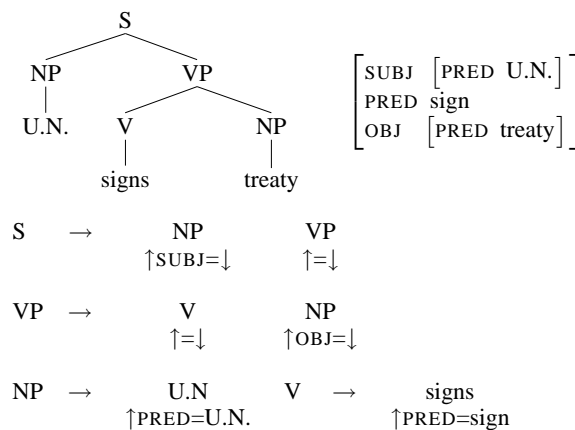 S
NP VP
[SUBJ [PRED U.N.]
U.N. V NP
PRED sign
OBJ [PRED treaty]]
signs treaty
S → NP VP
↑SUBJ=↓ ↑=↓
VP → V NP
↑=↓ ↑OBJ=↓
NP → U.N V → signs
↑PRED=U.N. ↑PRED=sign